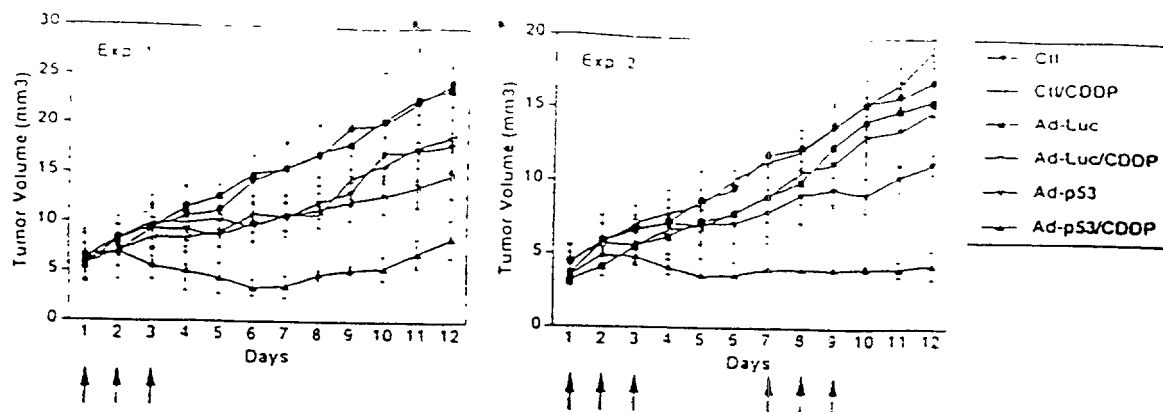 Exp. 1
Tumor Volume (mm3)
30
25
20
15
10
5
0
1 2 3 4 5 6 7 8 9 10 11 12
Days
Exp. 2
Tumor Volume (mm3)
20
15
10
5
0
1 2 3 4 5 6 7 8 9 10 11 12
Days
Ctl
Ctl/CDDP
Ad-Luc
Ad-Luc/CDDP
Ad-p53
Ad-p53/CDDP